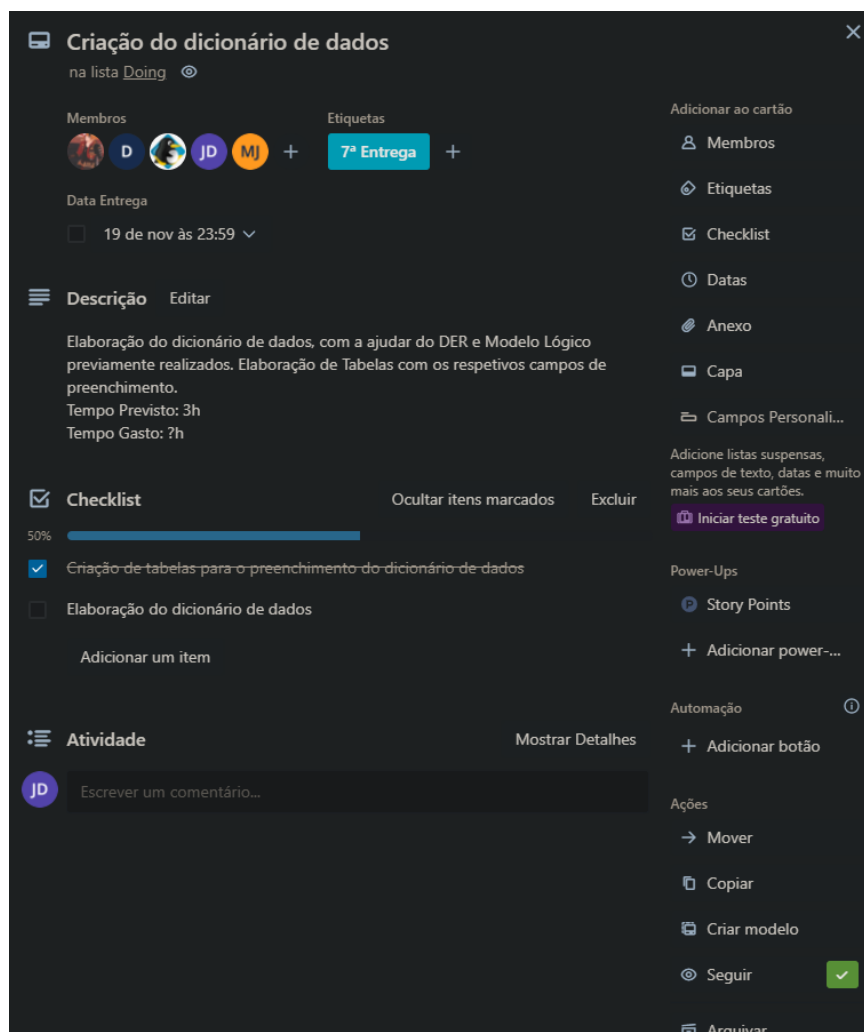 Criação do dicionário de dados
na lista Doing
Membros
D
JD
MJ
Etiquetas
7ª Entrega
Data Entrega
19 de nov às 23:59
Descrição
Editar
Elaboração do dicionário de dados, com a ajudar do DER e Modelo Lógico
previamente realizados. Elaboração de Tabelas com os respetivos campos de
preenchimento.
Tempo Previsto: 3h
Tempo Gasto: ?h
Checklist
Ocultar itens marcados
Excluir
50%
Criação de tabelas para o preenchimento do dicionário de dados
Elaboração do dicionário de dados
Adicionar um item
Atividade
Mostrar Detalhes
JD
Escrever um comentário...
Adicionar ao cartão
Membros
Etiquetas
Checklist
Datas
Anexo
Capa
Campos Personali...
Adicione listas suspensas,
campos de texto, datas e muito
mais aos seus cartões.
Iniciar teste gratuito
Power-Ups
Story Points
Adicionar power-...
Automação
Adicionar botão
Ações
Mover
Copiar
Criar modelo
Seguir
Arquivar